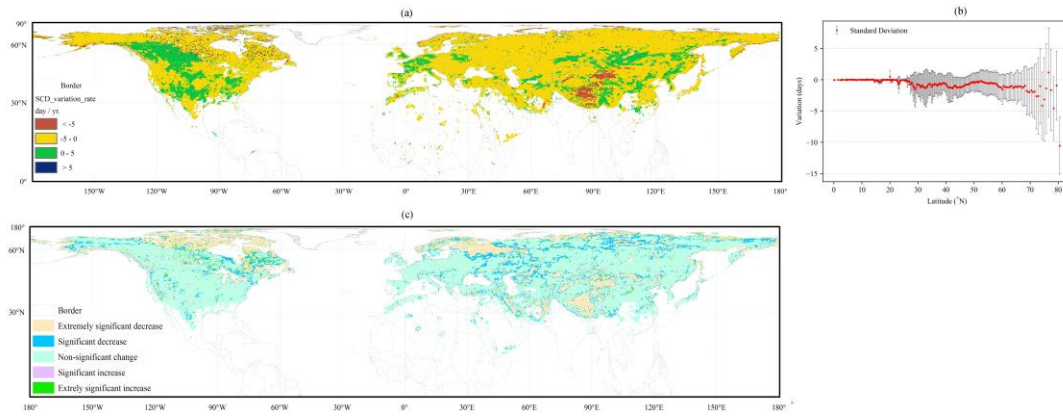 (a)
90°
60°N
30°N
0°
Border
SCD_variation_rate
day / yr.
< -5
-5 - 0
0 - 5
> 5
150°W 120°W 90°W 60°W 30°W 0° 30°E 60°E 90°E 120°E 150°E 180°
(b)
Standard Deviation
Variation (days)
5
0
-5
-10
-15
0 10 20 30 40 50 60 70 80
Latitude (°N)
(c)
180°
60°N
30°N
Border
Extremely significant decrease
Significant decrease
Non-significant change
Significant increase
Extrely significant increase
180° 150°W 120°W 90°W 60°W 30°W 0° 30°E 60°E 90°E 120°E 150°E 180°